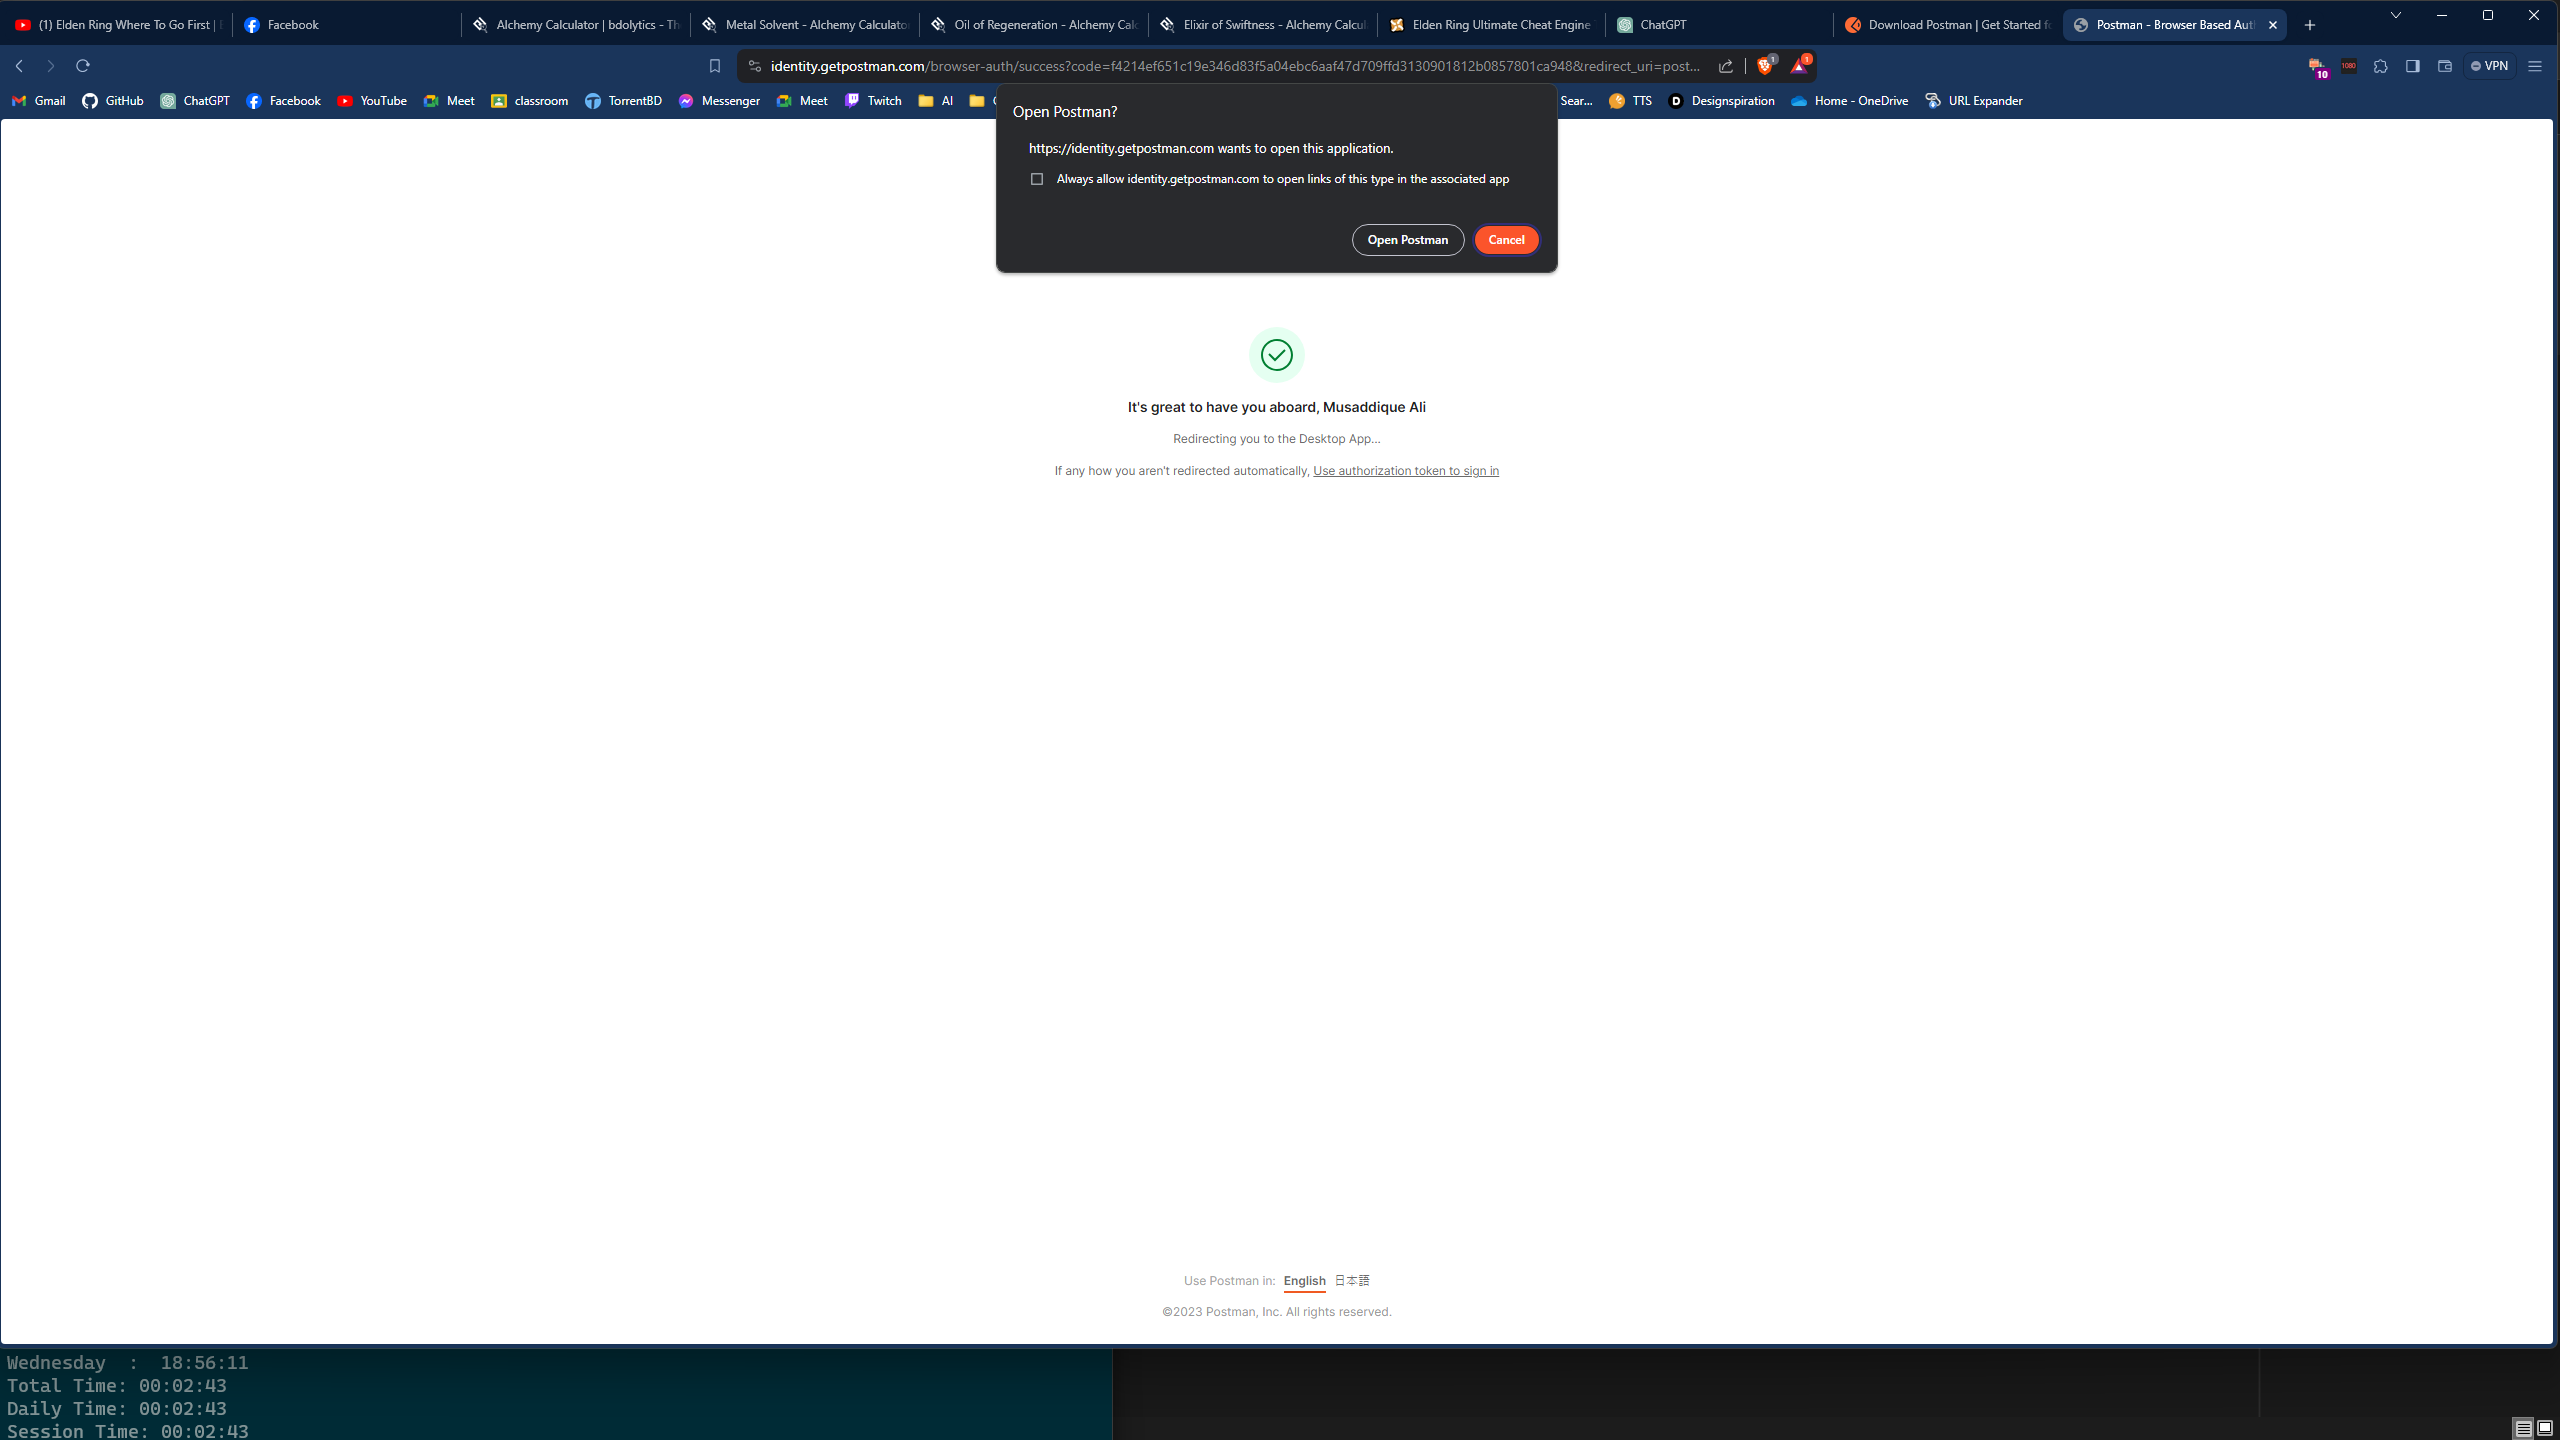 (1) Elden Ring Where To Go First |
Facebook
Alchemy Calculator | bdolytics - Th
Metal Solvent - Alchemy Calculato
Oil of Regeneration - Alchemy Calc
Elixir of Swiftness - Alchemy Calcul
Elden Ring Ultimate Cheat Engine
ChatGPT
Download Postman | Get Started fo
Postman - Browser Based Aut
identity.getpostman.com/browser-auth/success?code=f4214ef651c19e346d83f5a04ebc6aaf47d709ffd3130901812b0857801ca948&redirect_uri=post...
1
1
10
1080
VPN
Gmail
GitHub
ChatGPT
Facebook
YouTube
Meet
classroom
TorrentBD
Messenger
Meet
Twitch
AI
Sear...
TTS
Designspiration
Home - OneDrive
URL Expander
Open Postman?
https://identity.getpostman.com wants to open this application.
Always allow identity.getpostman.com to open links of this type in the associated app
Open Postman
Cancel
It's great to have you aboard, Musaddique Ali
Redirecting you to the Desktop App...
If any how you aren't redirected automatically, Use authorization token to sign in
Use Postman in: English 日本語
©2023 Postman, Inc. All rights reserved.
Wednesday : 18:56:11
Total Time: 00:02:43
Daily Time: 00:02:43
Session Time: 00:02:43